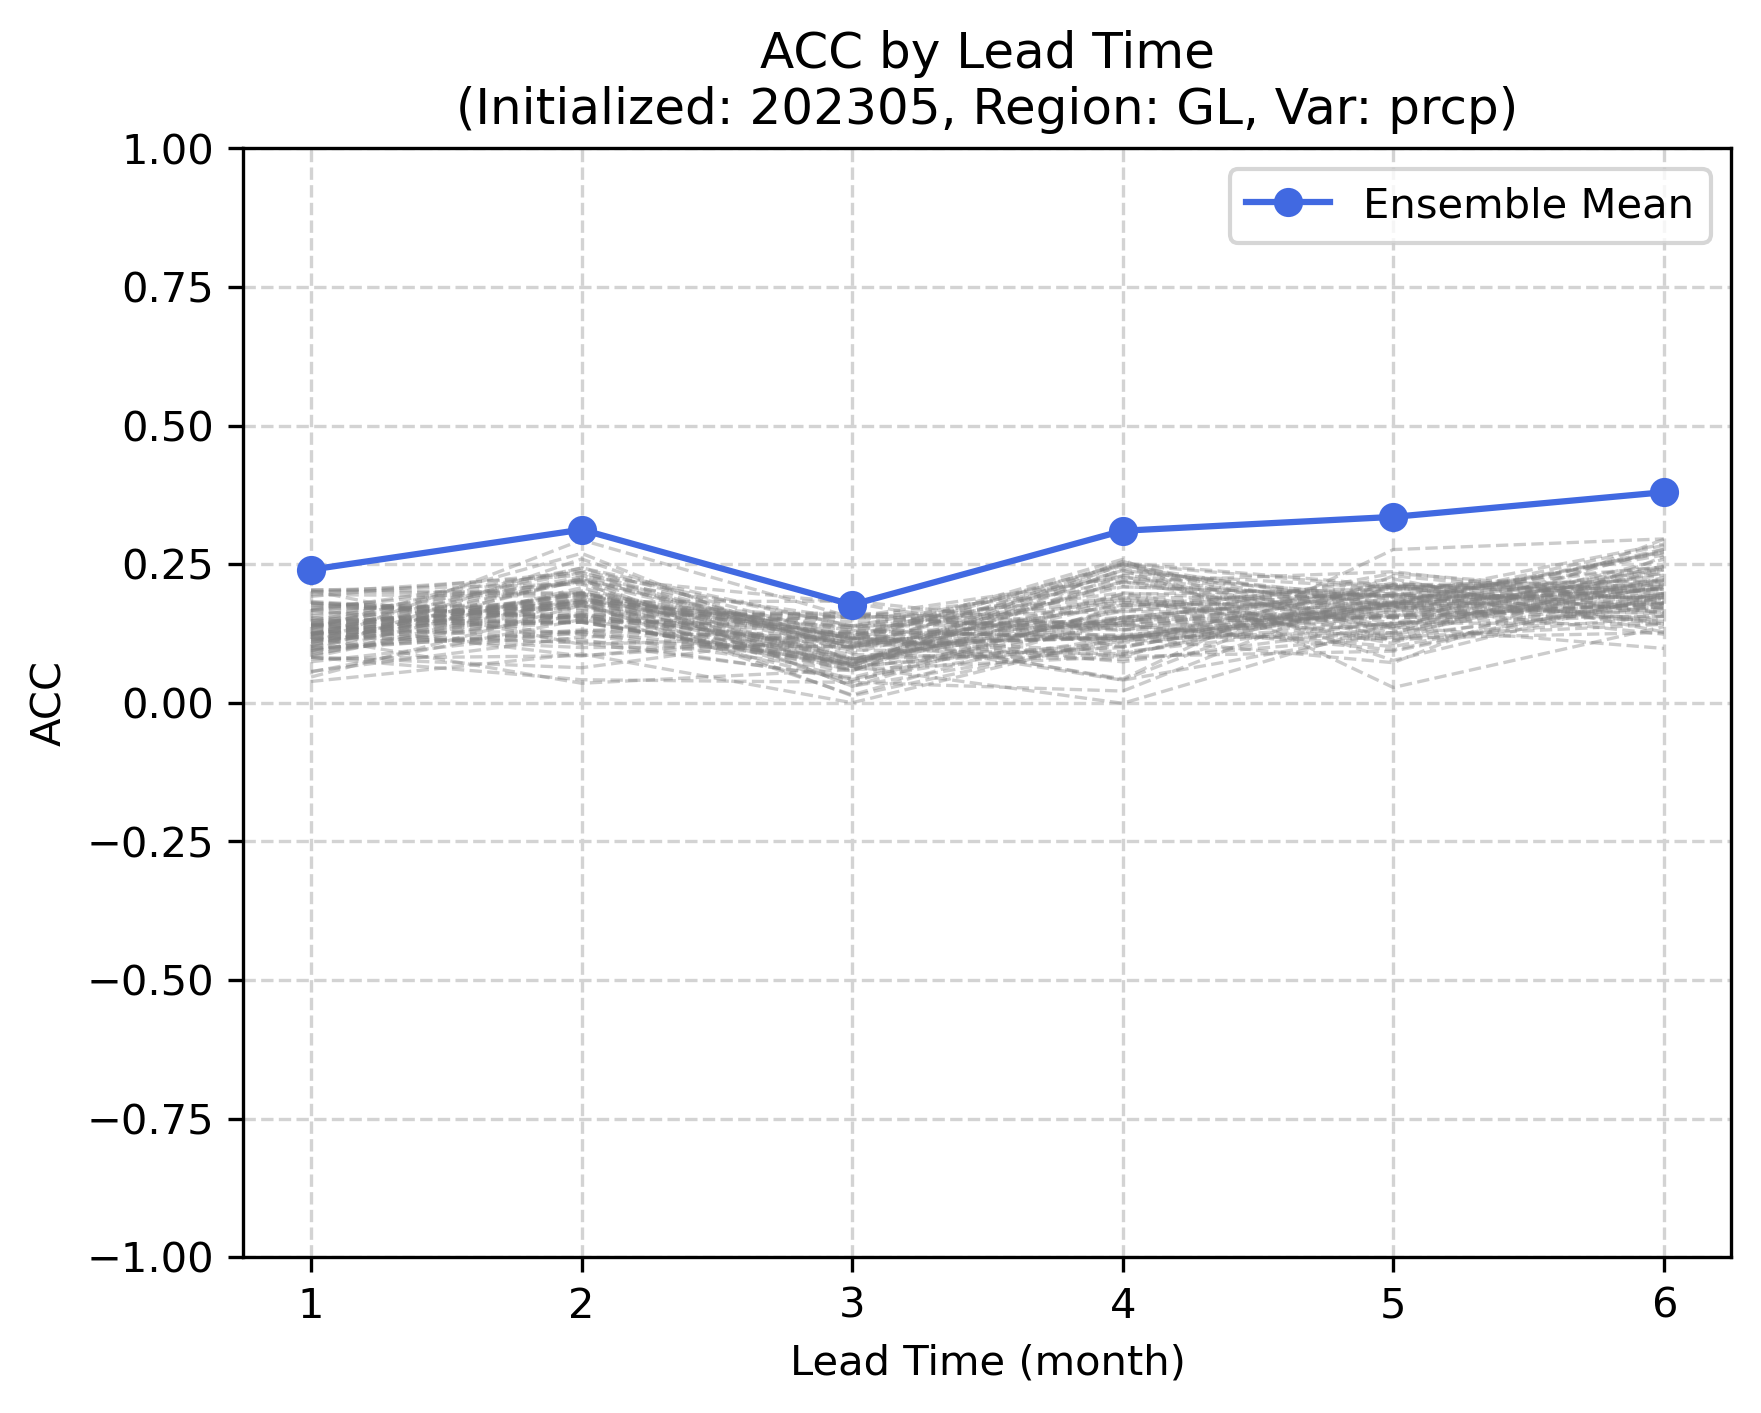 ACC by Lead Time
(Initialized: 202305, Region: GL, Var: prcp)
Ensemble Mean
ACC
1.00
0.75
0.50
0.25
0.00
−0.25
−0.50
−0.75
−1.00
1 2 3 4 5 6
Lead Time (month)